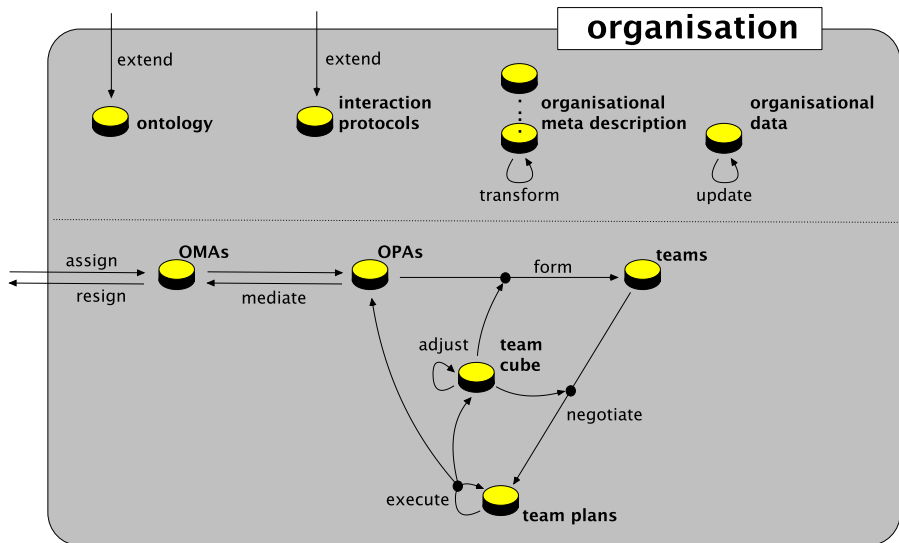 organisation
extend
extend
ontology
interaction
protocols
organisational
meta description
organisational
data
transform
update
OMAs
OPAs
teams
assign
resign
mediate
form
adjust
team
cube
negotiate
execute
team plans